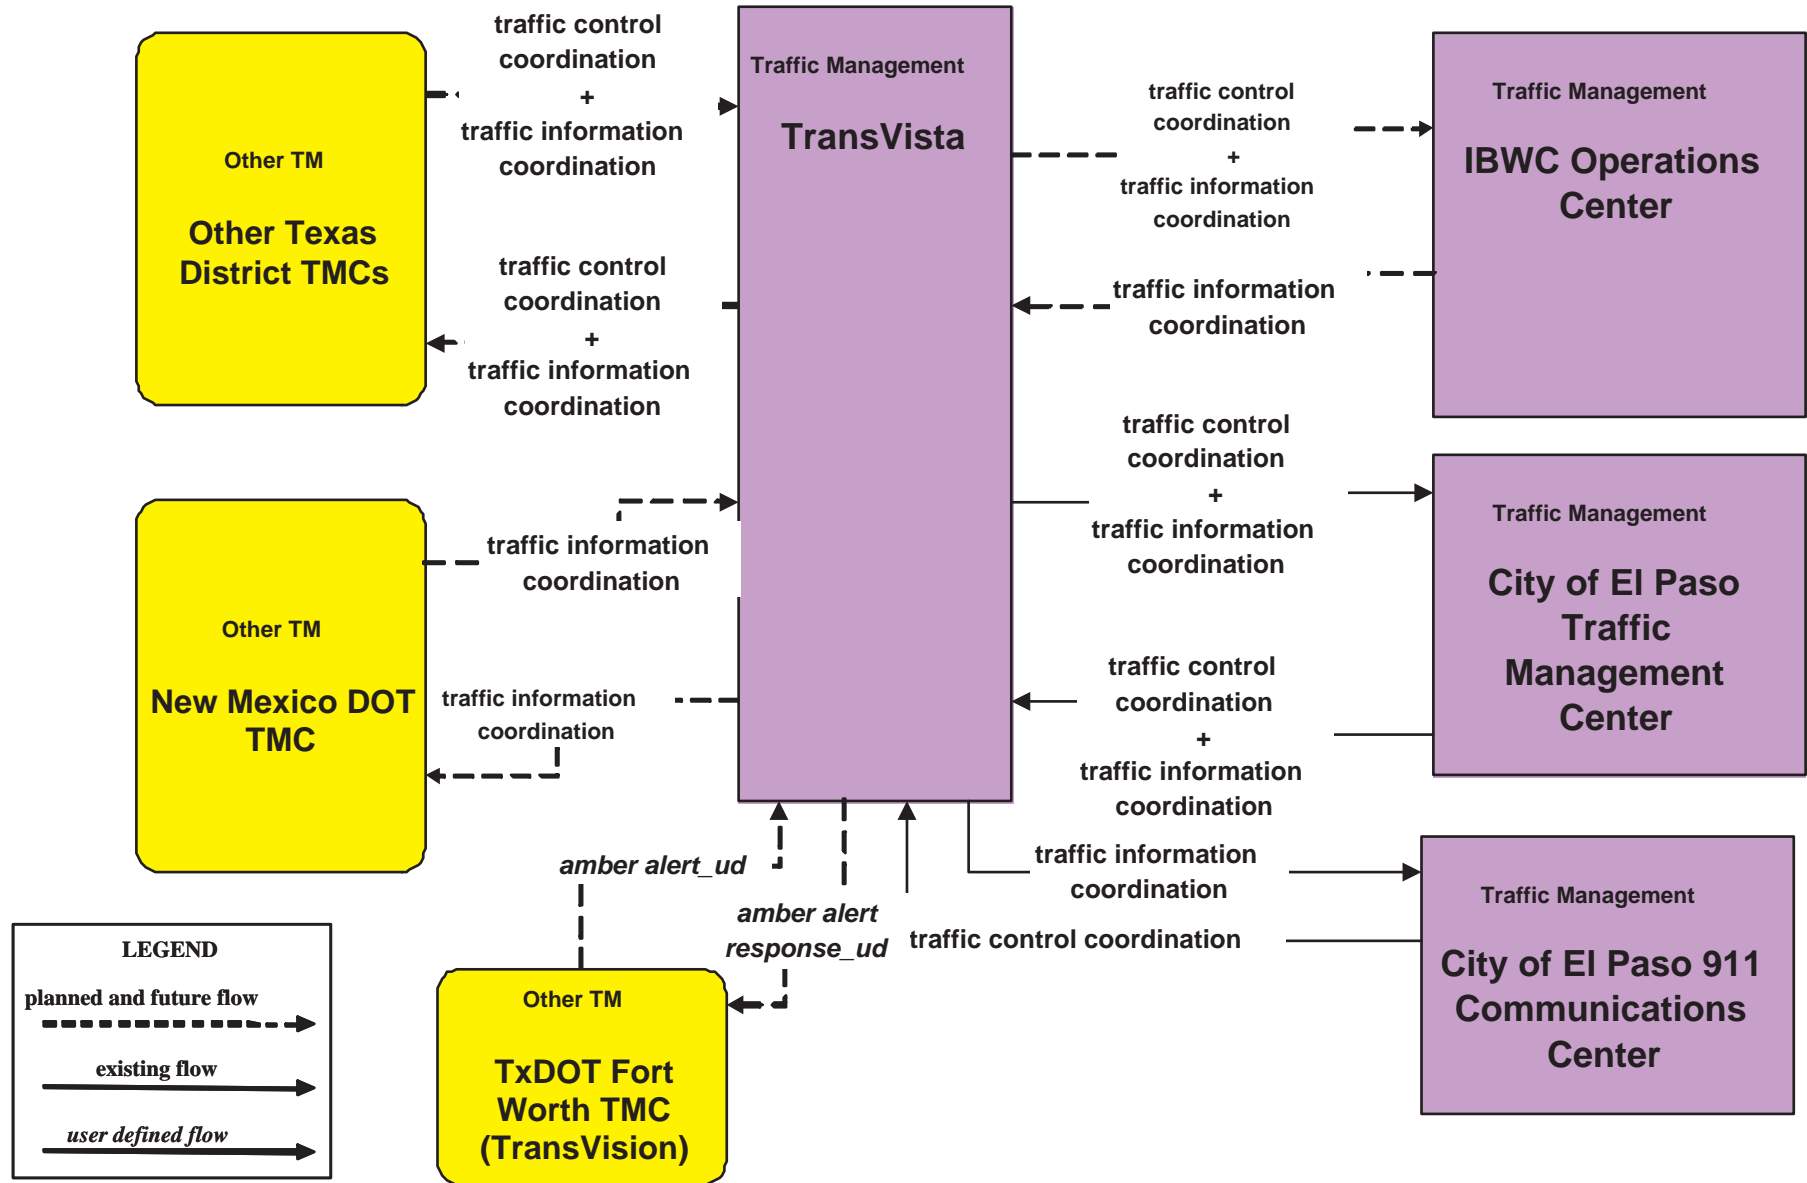 traffic control
coordination
+
traffic information
coordination
Other TM
Other Texas
District TMCs
traffic control
coordination
+
traffic information
coordination
Traffic Management
TransVista
traffic control
coordination
+
traffic information
coordination
Traffic Management
IBWC Operations
Center
traffic information
coordination
traffic control
coordination
+
traffic information
coordination
Traffic Management
City of El Paso
Traffic
Management
Center
traffic control
coordination
+
traffic information
coordination
traffic information
coordination
Other TM
New Mexico DOT
TMC
traffic information
coordination
amber alert_ud
amber alert
response_ud
traffic information
coordination
traffic control coordination
Traffic Management
City of El Paso 911
Communications
Center
Other TM
TxDOT Fort
Worth TMC
(TransVision)
LEGEND
planned and future flow
existing flow
user defined flow